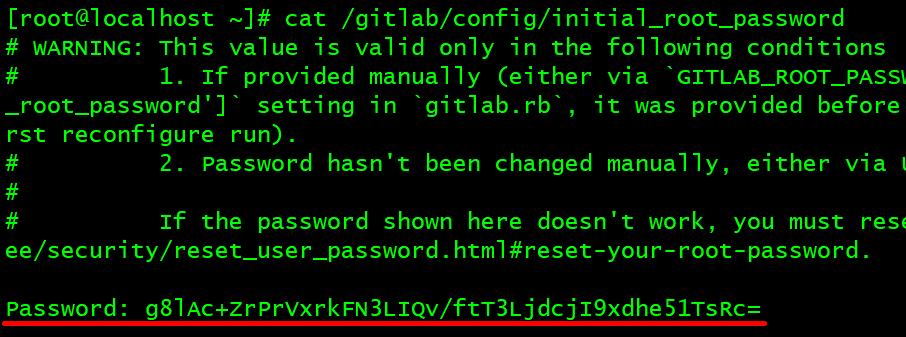 [root@localhost ~]# cat /gitlab/config/initial_root_password
# WARNING: This value is valid only in the following conditions
#          1. If provided manually (either via `GITLAB_ROOT_PASSW
_root_password']` setting in `gitlab.rb`, it was provided before
rst reconfigure run).
#          2. Password hasn't been changed manually, either via U
#
#          If the password shown here doesn't work, you must rese
ee/security/reset_user_password.html#reset-your-root-password.
Password: g8lAc+ZrPrVxrkFN3LIQv/ftT3LjdcjI9xdhe51TsRc=